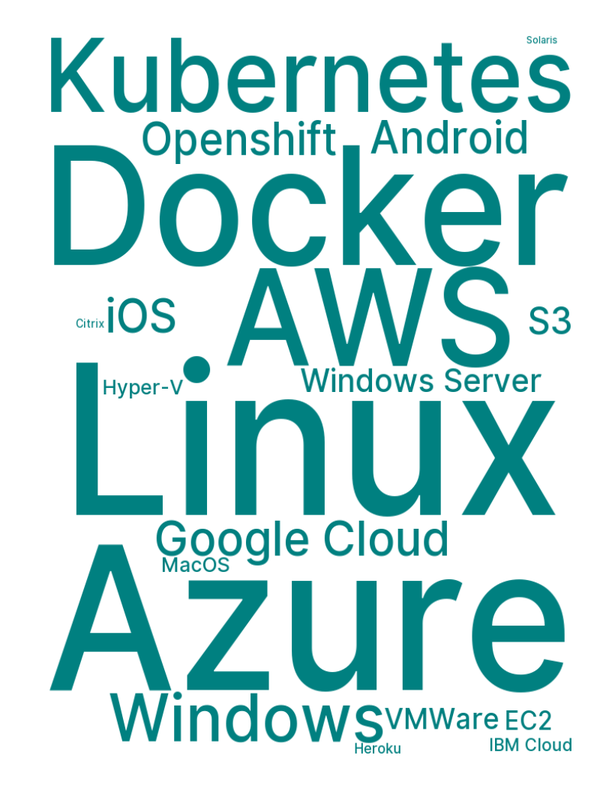 Solaris
Kubernetes
Openshift Android
Docker
AWS
Citrix iOS S3
Hyper-V Windows Server
Linux
Google Cloud
MacOS
Azure
Windows VMWare EC2
Heroku IBM Cloud